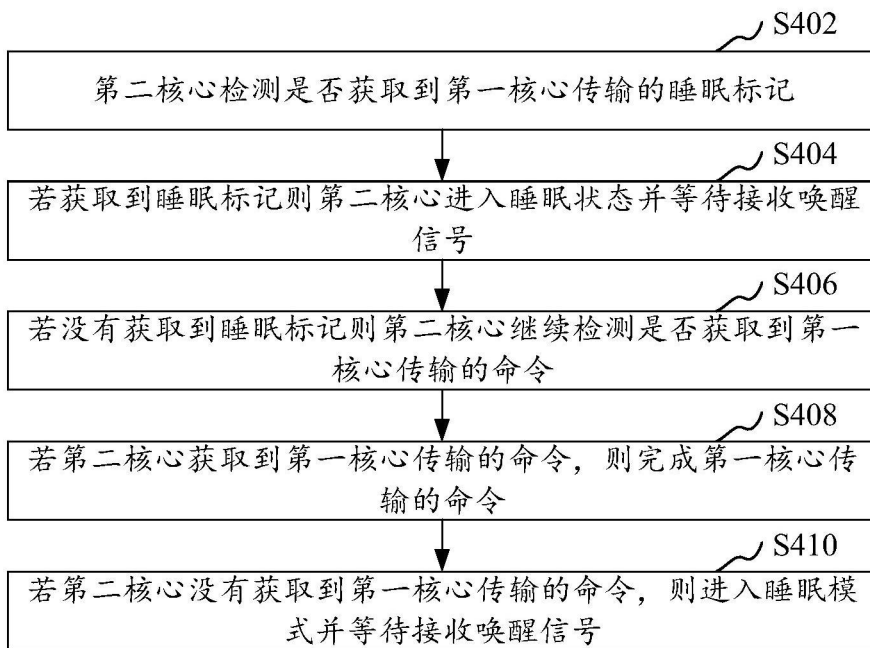 S402
第二核心检测是否获取到第一核心传输的睡眠标记
S404
若获取到睡眠标记则第二核心进入睡眠状态并等待接收唤醒
信号
S406
若没有获取到睡眠标记则第二核心继续检测是否获取到第一
核心传输的命令
S408
若第二核心获取到第一核心传输的命令，则完成第一核心传
输的命令
S410
若第二核心没有获取到第一核心传输的命令，则进入睡眠模
式并等待接收唤醒信号